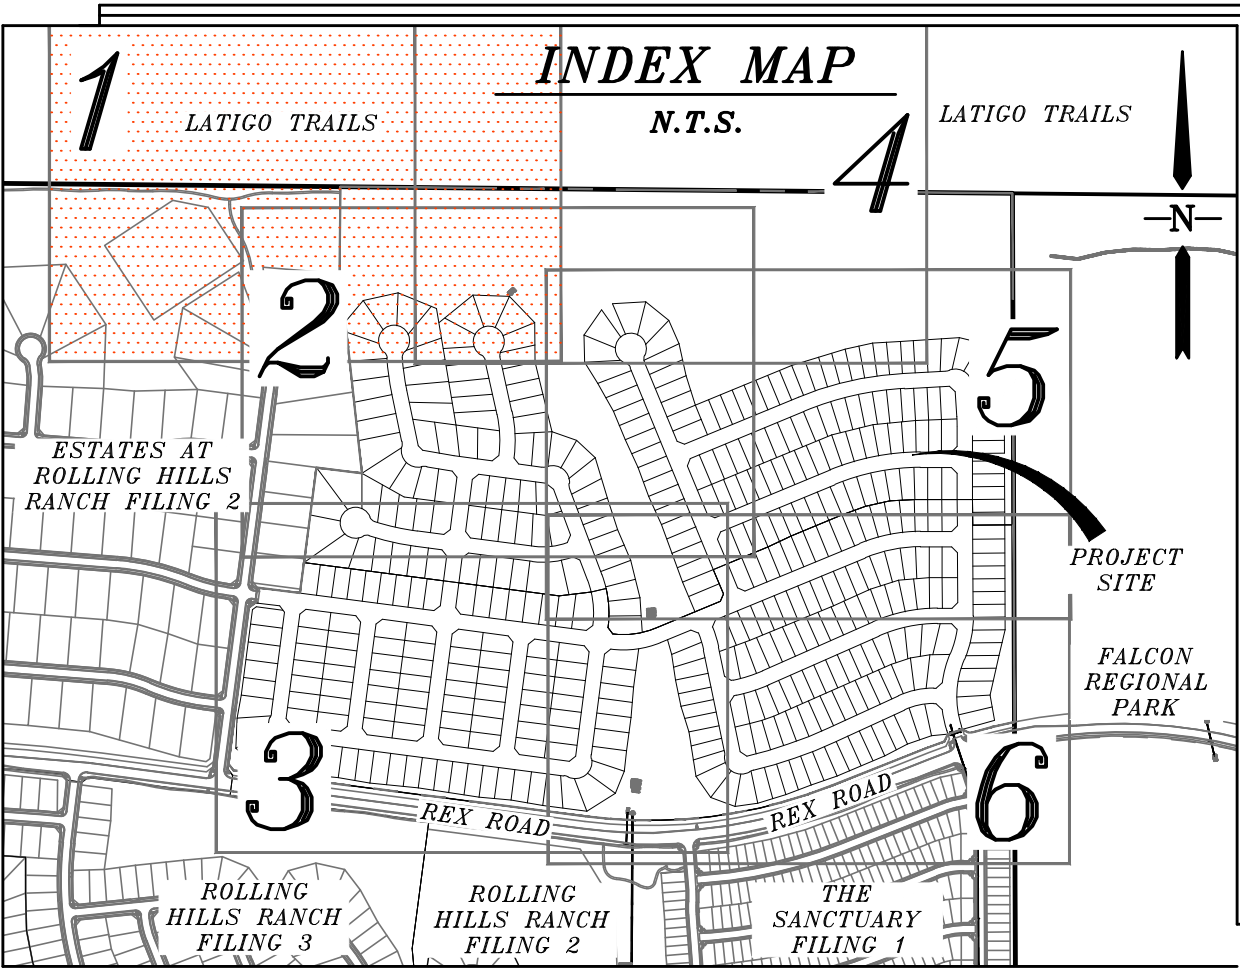 INDEX MAP
N.T.S.
1
LATIGO TRAILS
4
LATIGO TRAILS
N
2
5
ESTATES AT
ROLLING HILLS
RANCH FILING 2
PROJECT
SITE
FALCON
REGIONAL
PARK
3
6
REX ROAD
REX ROAD
ROLLING
HILLS RANCH
FILING 3
ROLLING
HILLS RANCH
FILING 2
THE
SANCTUARY
FILING 1